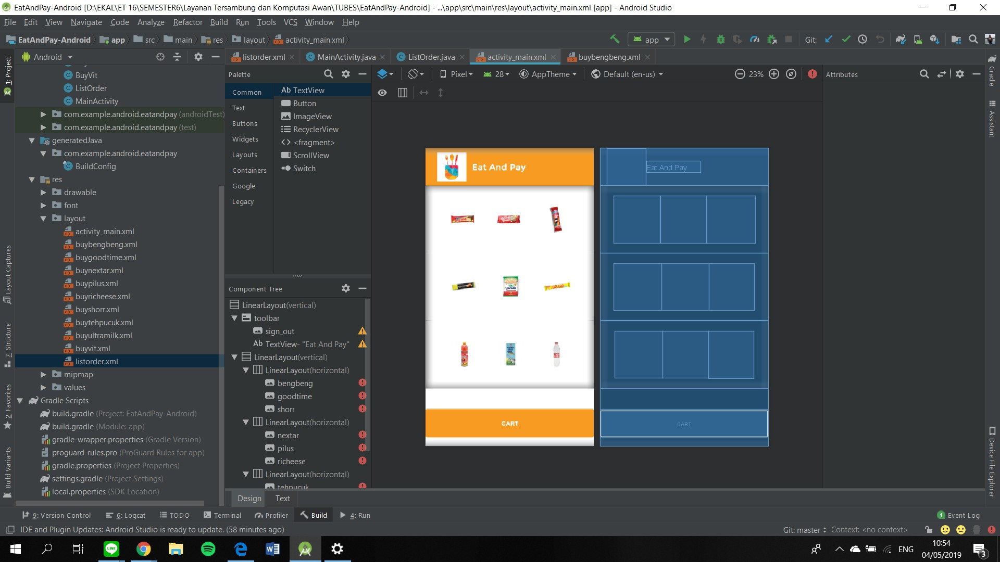 EatAndPay-Android [D:\EKAL\ET 16\SEMESTER6\Layanan Tersambung dan Komputasi Awan\TUBES\EatAndPay-Android] - ...\app\src\main\res\layout\activity_main.xml [app] - Android Studio
File Edit View Navigate Code Analyze Refactor Build Run Tools VCS Window Help
EatAndPay-Android app src main res layout activity_main.xml
app
Git:
1: Project
Layout Captures
7: Structure
2: Favorites
Build Variants
Android
BuyVit
ListOrder
MainActivity
com.example.android.eatandpay (androidTest)
com.example.android.eatandpay (test)
generatedJava
com.example.android.eatandpay
BuildConfig
res
drawable
font
layout
activity_main.xml
buybengbeng.xml
buygoodtime.xml
buynextar.xml
buypilus.xml
buyricheese.xml
buyshorr.xml
buytehpucuk.xml
buyultramilk.xml
buyvit.xml
listorder.xml
mipmap
values
Gradle Scripts
build.gradle (Project: EatAndPay-Android)
build.gradle (Module: app)
gradle-wrapper.properties (Gradle Version)
proguard-rules.pro (ProGuard Rules for app)
gradle.properties (Project Properties)
settings.gradle (Project Settings)
local.properties (SDK Location)
listorder.xml MainActivity.java ListOrder.java activity_main.xml buybengbeng.xml
Palette
Common
Text
Buttons
Widgets
Layouts
Containers
Google
Legacy
Ab TextView
Button
ImageView
RecyclerView
<fragment>
ScrollView
Switch
Component Tree
LinearLayout(vertical)
toolbar
sign_out
Ab TextView- "Eat And Pay"
LinearLayout(vertical)
LinearLayout(horizontal)
bengbeng
goodtime
shorr
LinearLayout(horizontal)
nextar
pilus
richeese
LinearLayout(horizontal)
tehpucuk
Design Text
Pixel 28 AppTheme Default (en-us) 23%
Eat And Pay
CART
Eat And Pay
CART
Attributes
Gradle
Assistant
Device File Explorer
9: Version Control 6: Logcat TODO Terminal Profiler Build 4: Run
1 Event Log
IDE and Plugin Updates: Android Studio is ready to update. (58 minutes ago)
Git: master Context: <no context>
LINE
ENG
10:54
04/05/2019
3